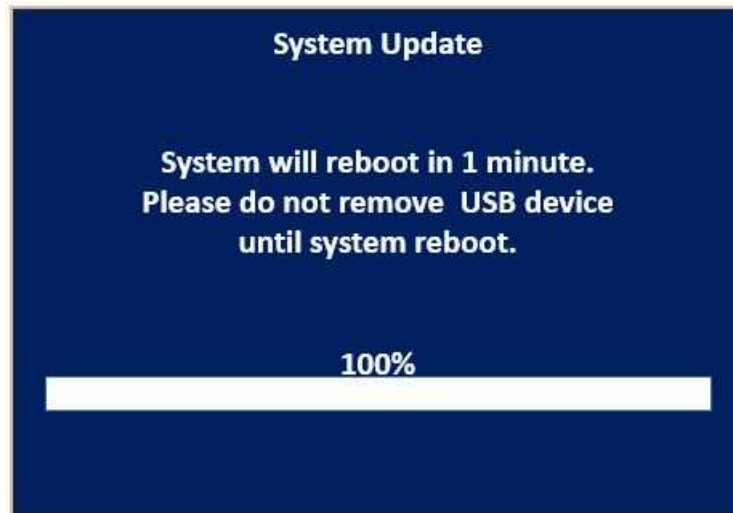 System Update
System will reboot in 1 minute.
Please do not remove  USB device
until system reboot.
100%